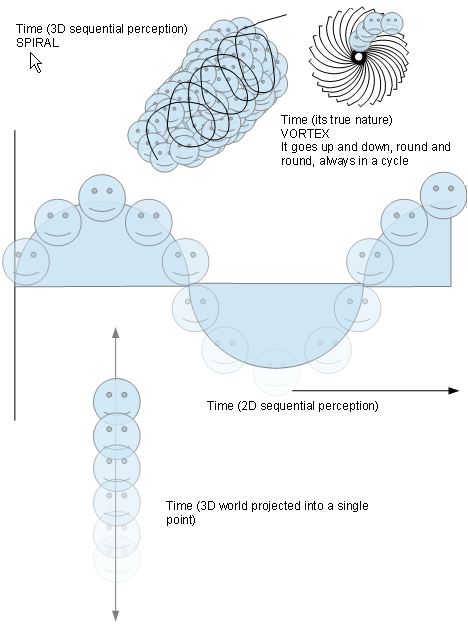 Time (3D sequential perception)
SPIRAL
Time (its true nature)
VORTEX
It goes up and down, round and
round, always in a cycle
Time (2D sequential perception)
Time (3D world projected into a single
point)